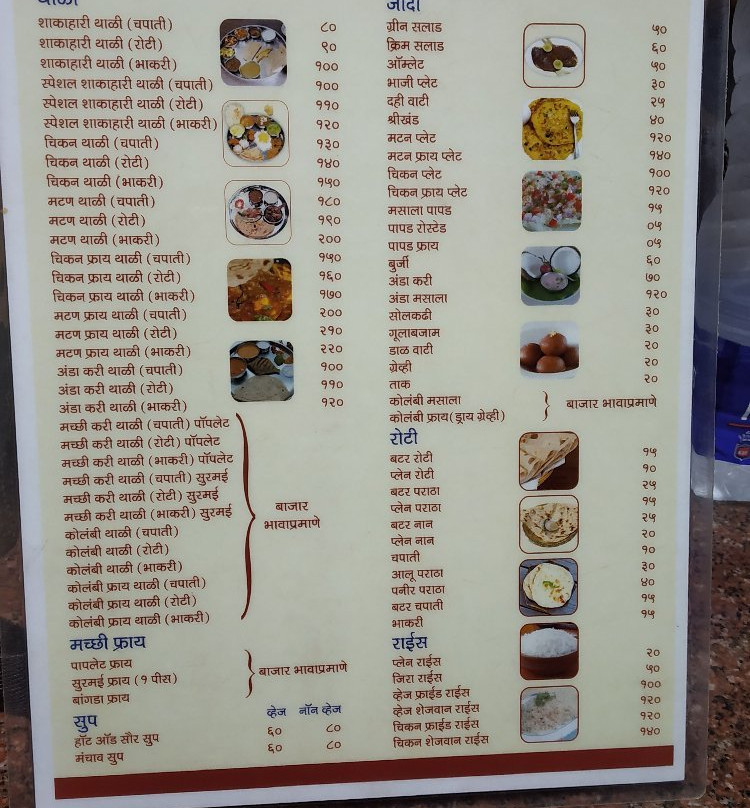 थाळी
शाकाहारी थाळी (चपाती) ८०
शाकाहारी थाळी (रोटी) ९०
शाकाहारी थाळी (भाकरी) १००
स्पेशल शाकाहारी थाळी (चपाती) १००
स्पेशल शाकाहारी थाळी (रोटी) ११०
स्पेशल शाकाहारी थाळी (भाकरी) १२०
चिकन थाळी (चपाती) १३०
चिकन थाळी (रोटी) १४०
चिकन थाळी (भाकरी) १५०
मटण थाळी (चपाती) १८०
मटण थाळी (रोटी) १९०
मटण थाळी (भाकरी) २००
चिकन फ्राय थाळी (चपाती) १५०
चिकन फ्राय थाळी (रोटी) १६०
चिकन फ्राय थाळी (भाकरी) १७०
मटण फ्राय थाळी (चपाती) २००
मटण फ्राय थाळी (रोटी) २१०
मटण फ्राय थाळी (भाकरी) २२०
अंडा करी थाळी (चपाती) १००
अंडा करी थाळी (रोटी) ११०
अंडा करी थाळी (भाकरी) १२०
मच्छी करी थाळी (चपाती) पॉपलेट
मच्छी करी थाळी (रोटी) पॉपलेट
मच्छी करी थाळी (भाकरी) पॉपलेट
मच्छी करी थाळी (चपाती) सुरमई
मच्छी करी थाळी (रोटी) सुरमई
मच्छी करी थाळी (भाकरी) सुरमई
कोलंबी थाळी (चपाती)
कोलंबी थाळी (रोटी)
कोलंबी थाळी (भाकरी)
कोलंबी फ्राय थाळी (चपाती)
कोलंबी फ्राय थाळी (रोटी)
कोलंबी फ्राय थाळी (भाकरी)
बाजार
भावाप्रमाणे
मच्छी फ्राय
पापलेट फ्राय
सुरमई फ्राय (१ पीस)
बांगडा फ्राय
बाजार भावाप्रमाणे
सुप व्हेज नॉन व्हेज
हॉट ऑड सौर सुप ६० ८०
मंचाव सुप ६० ८०
जादा
ग्रीन सलाड ५०
क्रिम सलाड ६०
ऑम्लेट ५०
भाजी प्लेट ३०
दही वाटी २५
श्रीखंड ४०
मटन प्लेट १२०
मटन फ्राय प्लेट १४०
चिकन प्लेट १००
चिकन फ्राय प्लेट १२०
मसाला पापड १५
पापड रोस्टेड ०५
पापड फ्राय ०५
बुर्जी ६०
अंडा करी ७०
अंडा मसाला १२०
सोलकढी ३०
गूलाबजाम ३०
डाळ वाटी २०
ग्रेव्ही २०
ताक २०
कोलंबी मसाला
कोलंबी फ्राय(ड्राय ग्रेव्ही)
बाजार भावाप्रमाणे
रोटी
बटर रोटी १५
प्लेन रोटी १०
बटर पराठा २५
प्लेन पराठा १५
बटर नान २५
प्लेन नान २०
चपाती १०
आलू पराठा ३०
पनीर पराठा ४०
बटर चपाती १५
भाकरी १५
राईस
प्लेन राईस २०
जिरा राईस ५०
व्हेज फ्राईड राईस १००
व्हेज शेजवान राईस १२०
चिकन फ्राईड राईस १२०
चिकन शेजवान राईस १४०